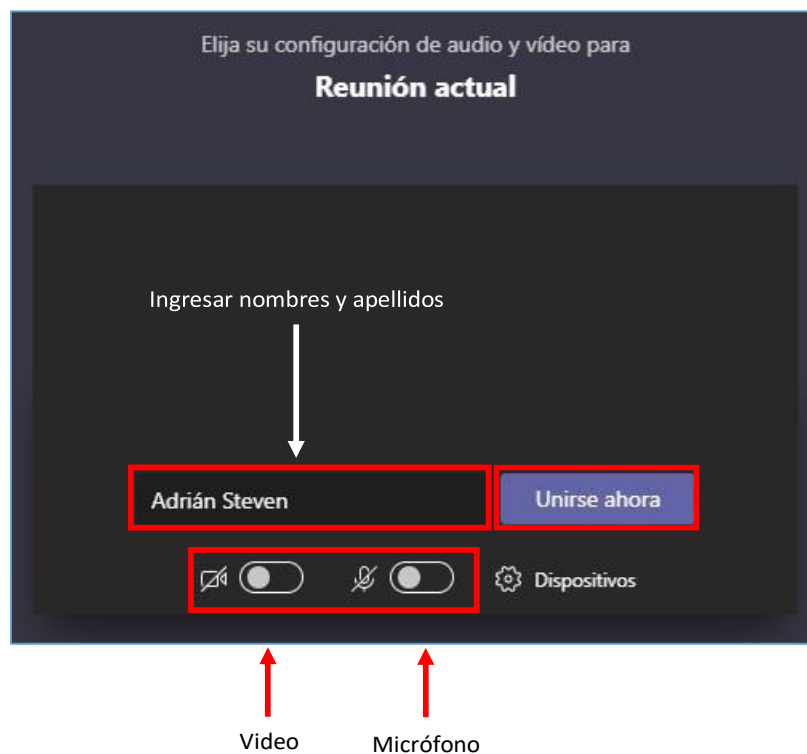 Elija su configuración de audio y vídeo para
Reunión actual
Ingresar nombres y apellidos
Adrián Steven
Unirse ahora
Dispositivos
Video
Micrófono